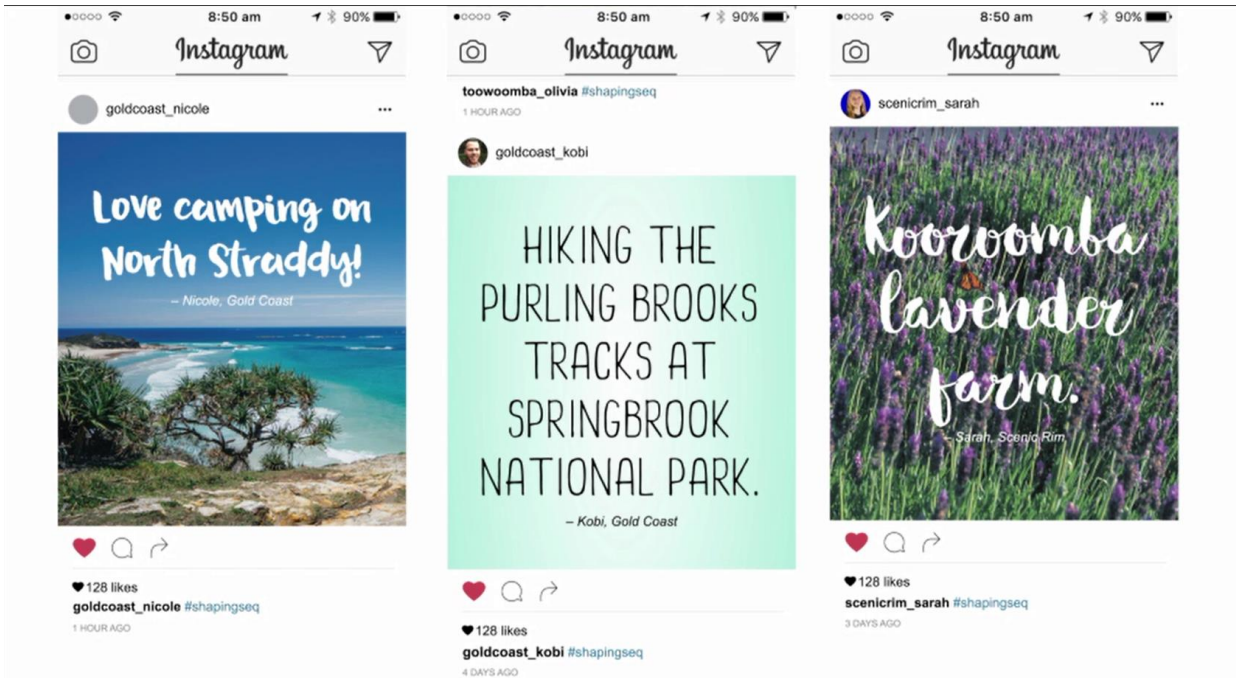 8:50 am
90%
Instagram
goldcoast_nicole
Love camping on
North Straddy!
– Nicole, Gold Coast
128 likes
goldcoast_nicole #shapingseq
1 HOUR AGO
8:50 am
90%
Instagram
toowoomba_olivia #shapingseq
1 HOUR AGO
goldcoast_kobi
HIKING THE
PURLING BROOKS
TRACKS AT
SPRINGBROOK
NATIONAL PARK.
– Kobi, Gold Coast
128 likes
goldcoast_kobi #shapingseq
4 DAYS AGO
8:50 am
90%
Instagram
scenicrim_sarah
Kooroomba
lavender
farm.
– Sarah, Scenic Rim
128 likes
scenicrim_sarah #shapingseq
3 DAYS AGO